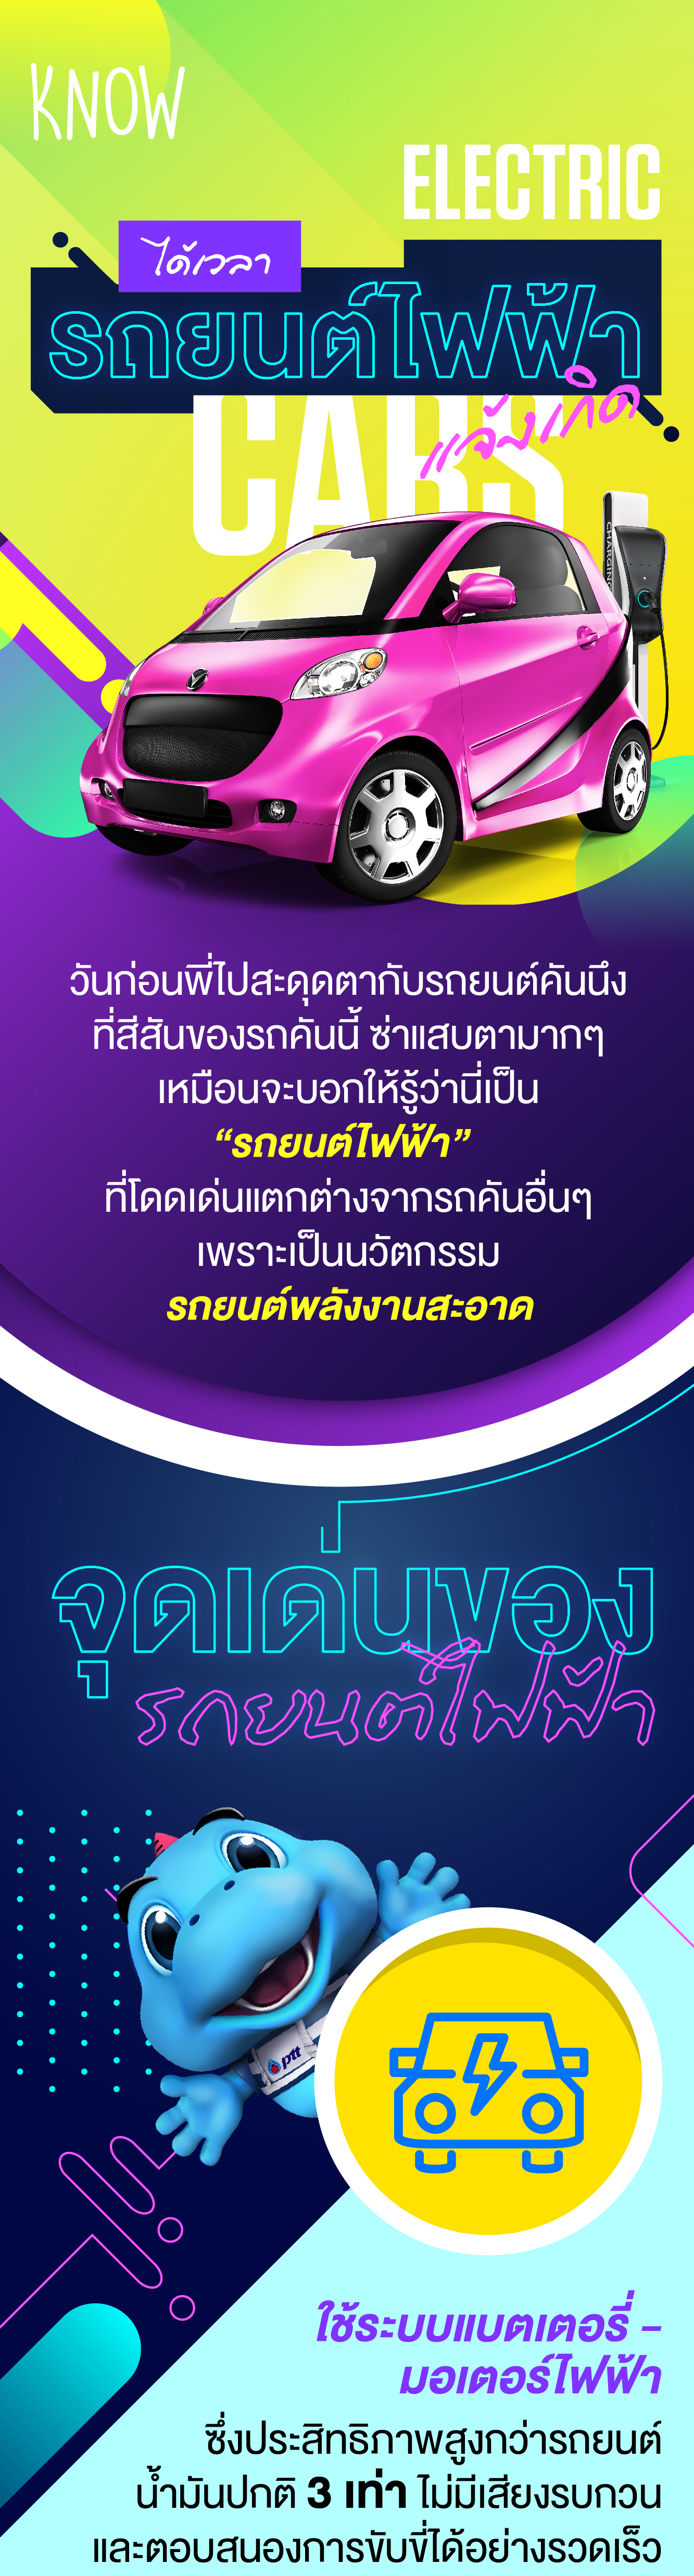 KNOW
ELECTRIC
ได้เวลา
รถยนต์ไฟฟ้า
CARS
แจ้งเกิด
CHARGING
วันก่อนพี่ไปสะดุดตากับรถยนต์คันนึง
ที่สีสันของรถคันนี้ ซ่าแสบตามากๆ
เหมือนจะบอกให้รู้ว่านี่เป็น
“รถยนต์ไฟฟ้า”
ที่โดดเด่นแตกต่างจากรถคันอื่นๆ
เพราะเป็นนวัตกรรม
รถยนต์พลังงานสะอาด
จุดเด่นของ
รถยนต์ไฟฟ้า
ptt
ใช้ระบบแบตเตอรี่ -
มอเตอร์ไฟฟ้า
ซึ่งประสิทธิภาพสูงกว่ารถยนต์
น้ำมันปกติ 3 เท่า ไม่มีเสียงรบกวน
และตอบสนองการขับขี่ได้อย่างรวดเร็ว